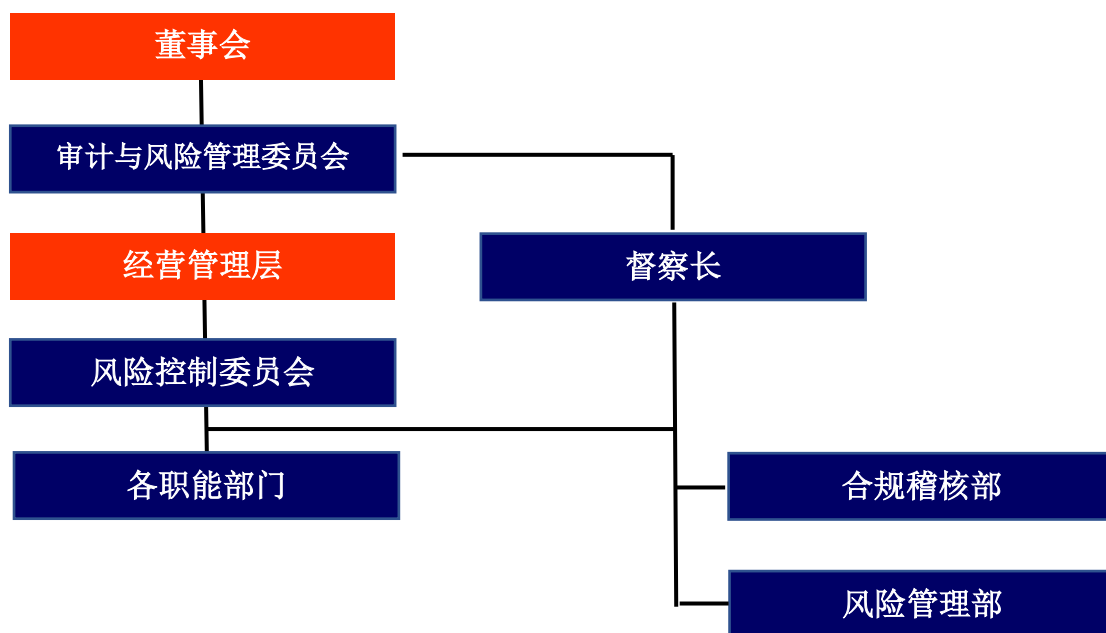 董事会
审计与风险管理委员会
经营管理层
督察长
风险控制委员会
各职能部门
合规稽核部
风险管理部